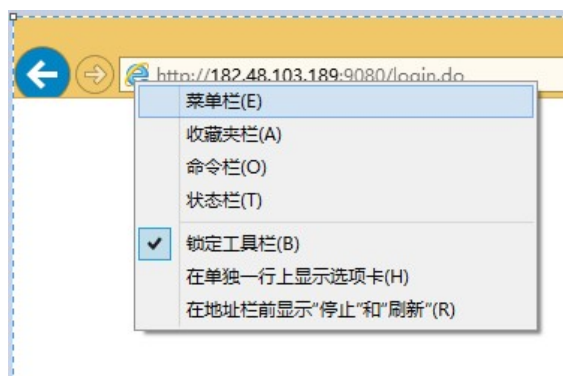 http://182.48.103.189:9080/login.do
菜单栏(E)
收藏夹栏(A)
命令栏(O)
状态栏(T)
锁定工具栏(B)
在单独一行上显示选项卡(H)
在地址栏前显示“停止”和“刷新”(R)